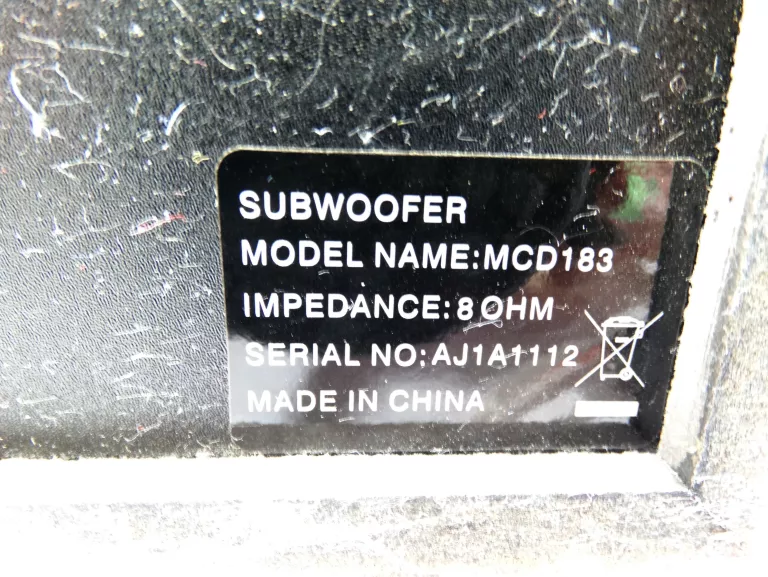 SUBWOOFER
MODEL NAME:MCD183
IMPEDANCE:8 OHM
SERIAL NO:AJ1A1112
MADE IN CHINA